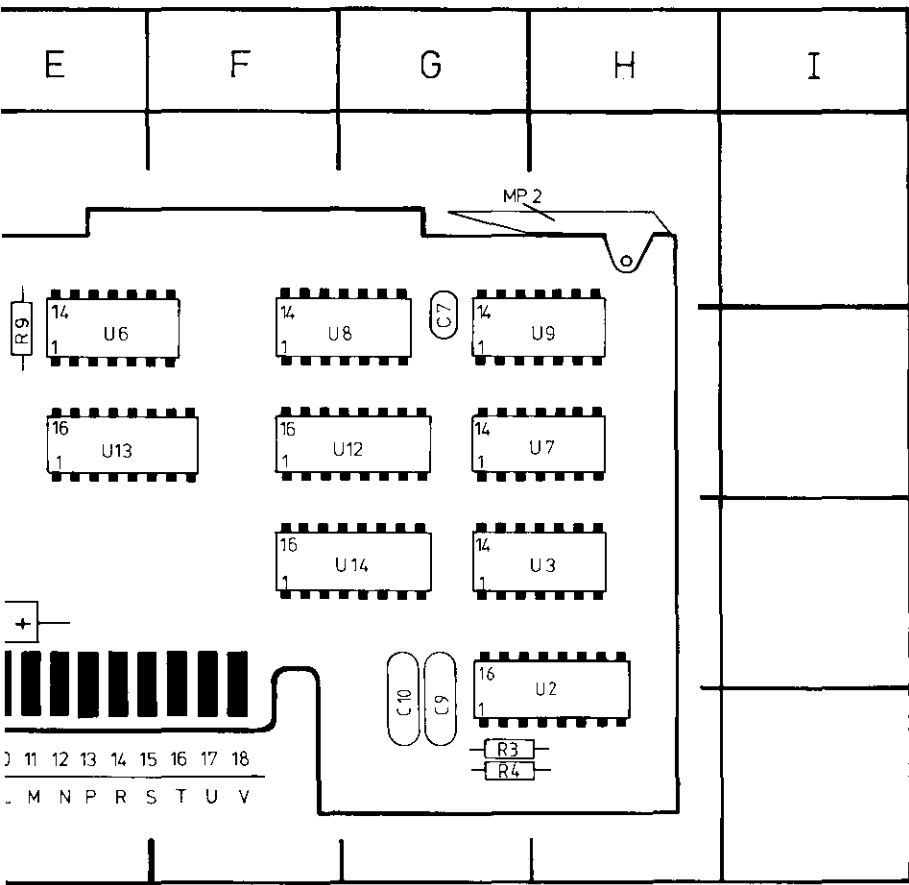 E F G H I
MP 2
R9 14 1 U6 14 1 U8 C7 14 1 U9
16 1 U13 16 1 U12 14 1 U7
16 1 U14 14 1 U3
+
C10 C9 16 1 U2
R3
R4
11 12 13 14 15 16 17 18
M N P R S T U V